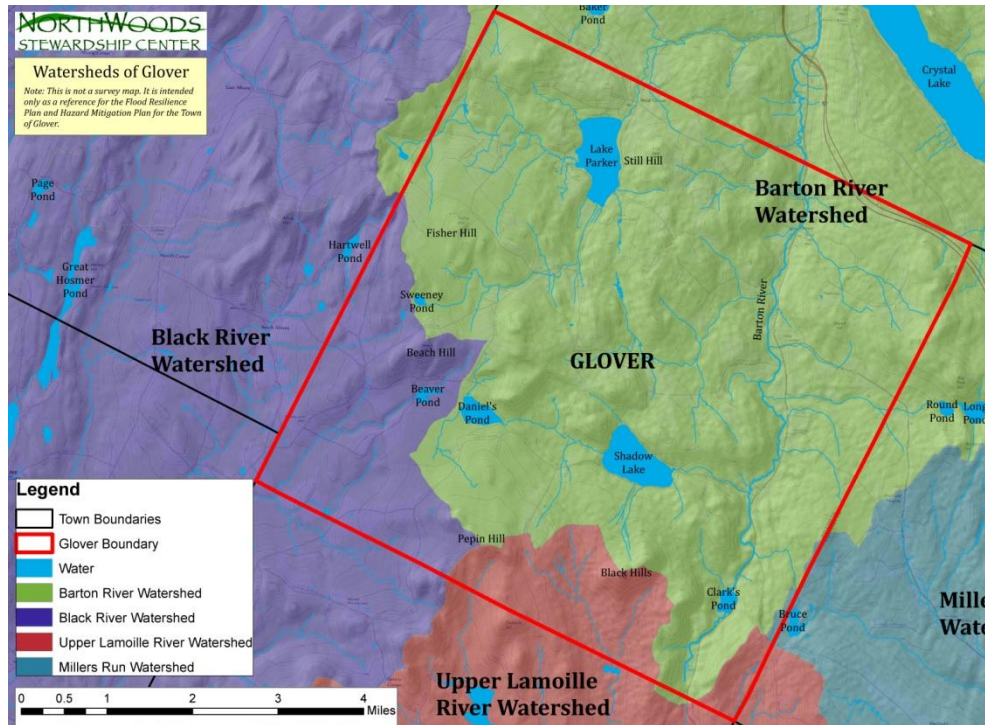 NORTHWOODS
STEWARDSHIP CENTER
Watersheds of Glover
Note: This is not a survey map. It is intended
only as a reference for the Flood Resilience
Plan and Hazard Mitigation Plan for the Town
of Glover.
Baker
Pond
Crystal
Lake
Lake
Parker
Still Hill
Page
Pond
Barton River
Watershed
Fisher Hill
Hartwell
Pond
Great
Hosmer
Pond
Sweeney
Pond
Barton River
Black River
Watershed
Beach Hill
GLOVER
Beaver
Pond
Daniel's
Pond
Round
Pond
Long
Pond
Shadow
Lake
Pepin Hill
Black Hills
Clark's
Pond
Bruce
Pond
Mille
Wate
Upper Lamoille
River Watershed
Legend
Town Boundaries
Glover Boundary
Water
Barton River Watershed
Black River Watershed
Upper Lamoille River Watershed
Millers Run Watershed
0 0.5 1 2 3 4
Miles